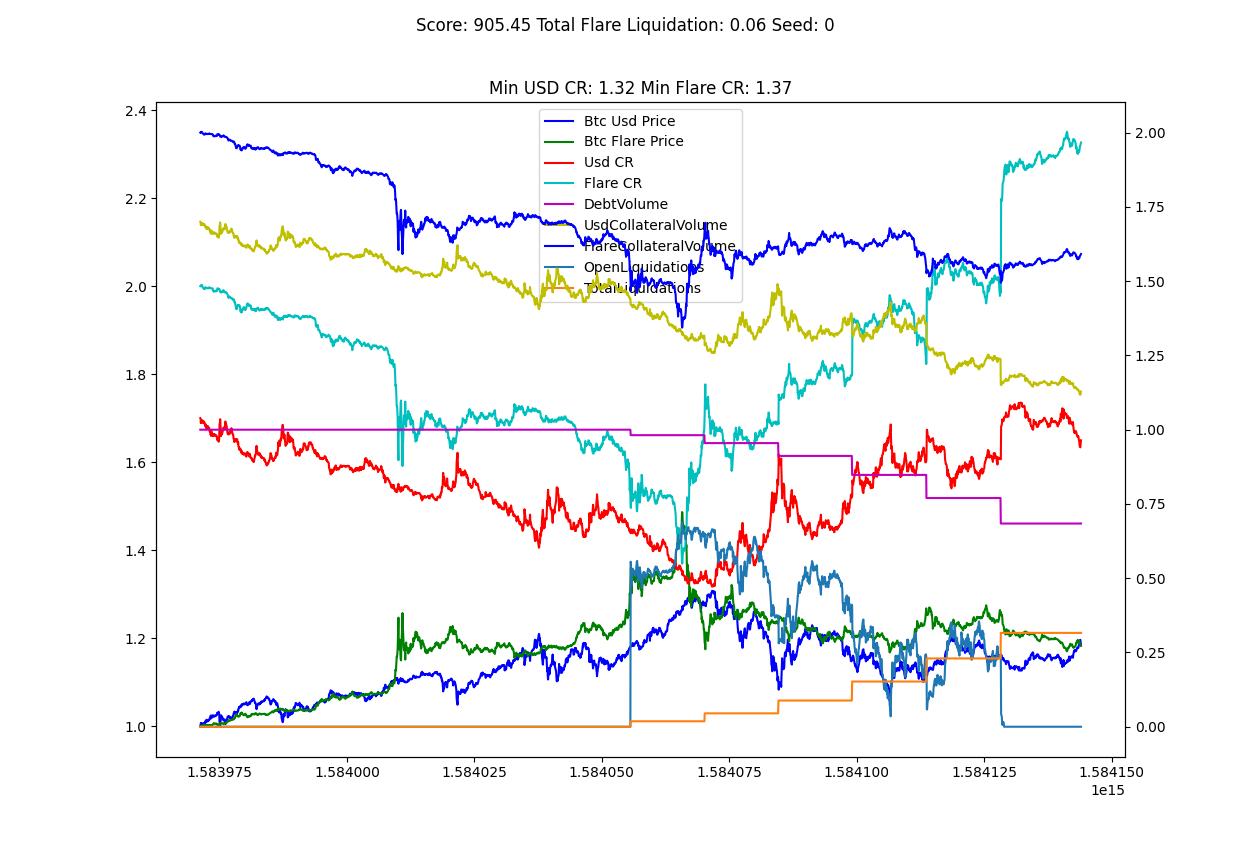 Score: 905.45 Total Flare Liquidation: 0.06 Seed: 0
Min USD CR: 1.32 Min Flare CR: 1.37
2.4
2.2
2.0
1.8
1.6
1.4
1.2
1.0
Btc Usd Price
Btc Flare Price
Usd CR
Flare CR
DebtVolume
UsdCollateralVolume
FlareCollateralVolume
OpenLiquidations
TotalLiquidations
2.00
1.75
1.50
1.25
1.00
0.75
0.50
0.25
0.00
1.583975
1.584000
1.584025
1.584050
1.584075
1.584100
1.584125
1.584150
1e15